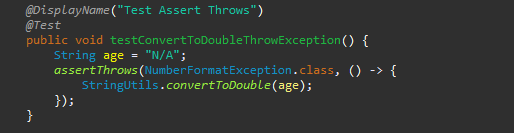 @DisplayName("Test Assert Throws")
@Test
public void testConvertToDoubleThrowException() {
    String age = "N/A";
    assertThrows(NumberFormatException.class, () -> {
        StringUtils.convertToDouble(age);
    });
}